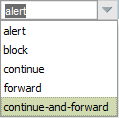 alert
alert
block
continue
forward
continue-and-forward